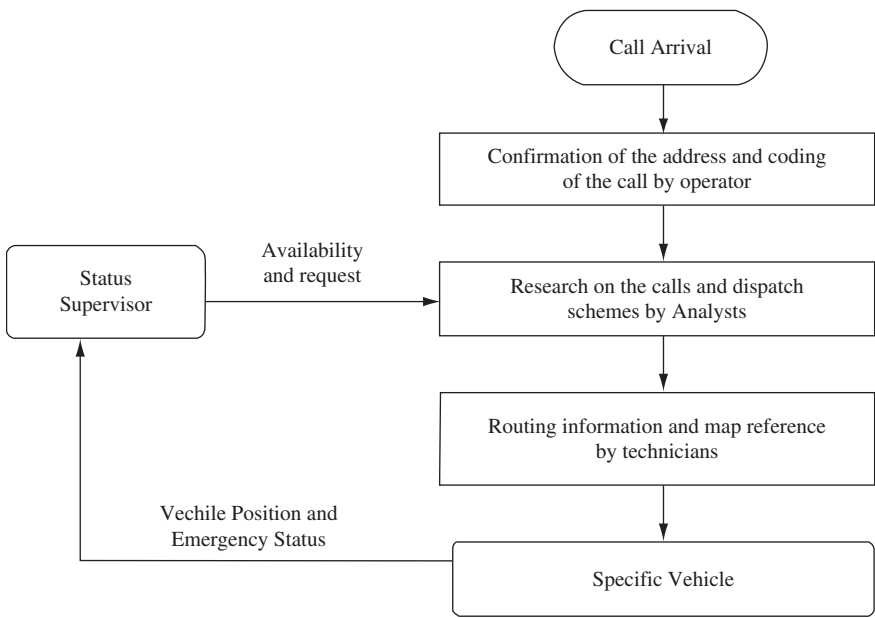 Call Arrival
Confirmation of the address and coding
of the call by operator
Availability
and request
Status
Supervisor
Research on the calls and dispatch
schemes by Analysts
Routing information and map reference
by technicians
Vechile Position and
Emergency Status
Specific Vehicle